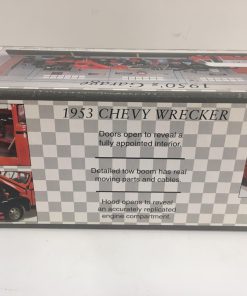 1950's Garage
1953 CHEVY WRECKER
Doors open to reveal a
fully appointed interior.
Detailed tow boom has real
moving parts and cables.
Hood opens to reveal
an accurately replicated
engine compartment.